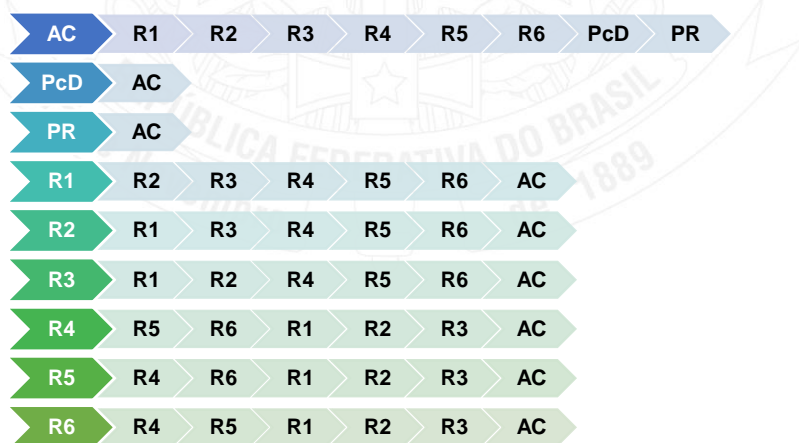 AC R1 R2 R3 R4 R5 R6 PcD PR
PcD AC
PR AC
R1 R2 R3 R4 R5 R6 AC
R2 R1 R3 R4 R5 R6 AC
R3 R1 R2 R4 R5 R6 AC
R4 R5 R6 R1 R2 R3 AC
R5 R4 R6 R1 R2 R3 AC
R6 R4 R5 R1 R2 R3 AC